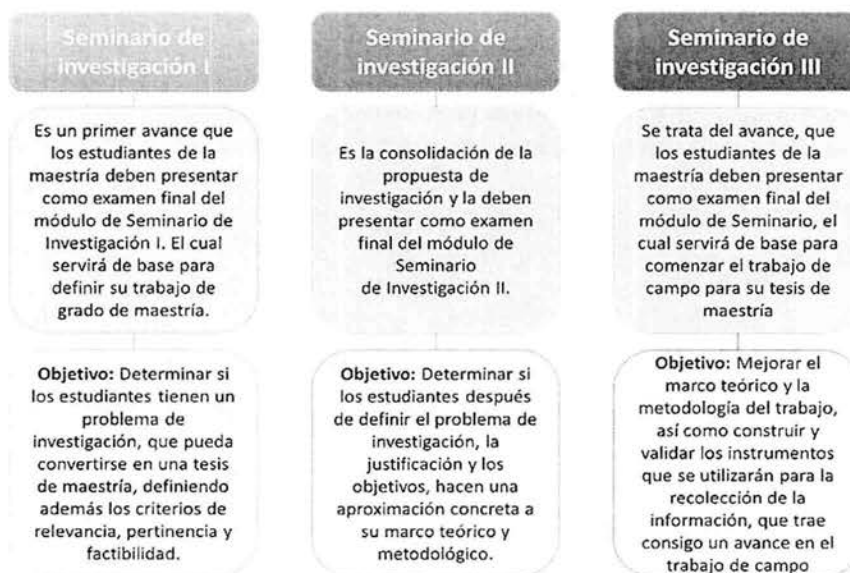 Seminario de
investigación I
Es un primer avance que
los estudiantes de la
maestría deben presentar
como examen final del
módulo de Seminario de
Investigación I. El cual
servirá de base para
definir su trabajo de
grado de maestría.
Objetivo: Determinar si
los estudiantes tienen un
problema de
investigación, que pueda
convertirse en una tesis
de maestría, definiendo
además los criterios de
relevancia, pertinencia y
factibilidad.
Seminario de
investigación II
Es la consolidación de la
propuesta de
investigación y la deben
presentar como examen
final del módulo de
Seminario
de Investigación II.
Objetivo: Determinar si
los estudiantes después
de definir el problema de
investigación, la
justificación y los
objetivos, hacen una
aproximación concreta a
su marco teórico y
metodológico.
Seminario de
investigación III
Se trata del avance, que
los estudiantes de la
maestría deben presentar
como examen final del
módulo de Seminario, el
cual servirá de base para
comenzar el trabajo de
campo para su tesis de
maestría
Objetivo: Mejorar el
marco teórico y la
metodología del trabajo,
así como construir y
validar los instrumentos
que se utilizarán para la
recolección de la
información, que trae
consigo un avance en el
trabajo de campo